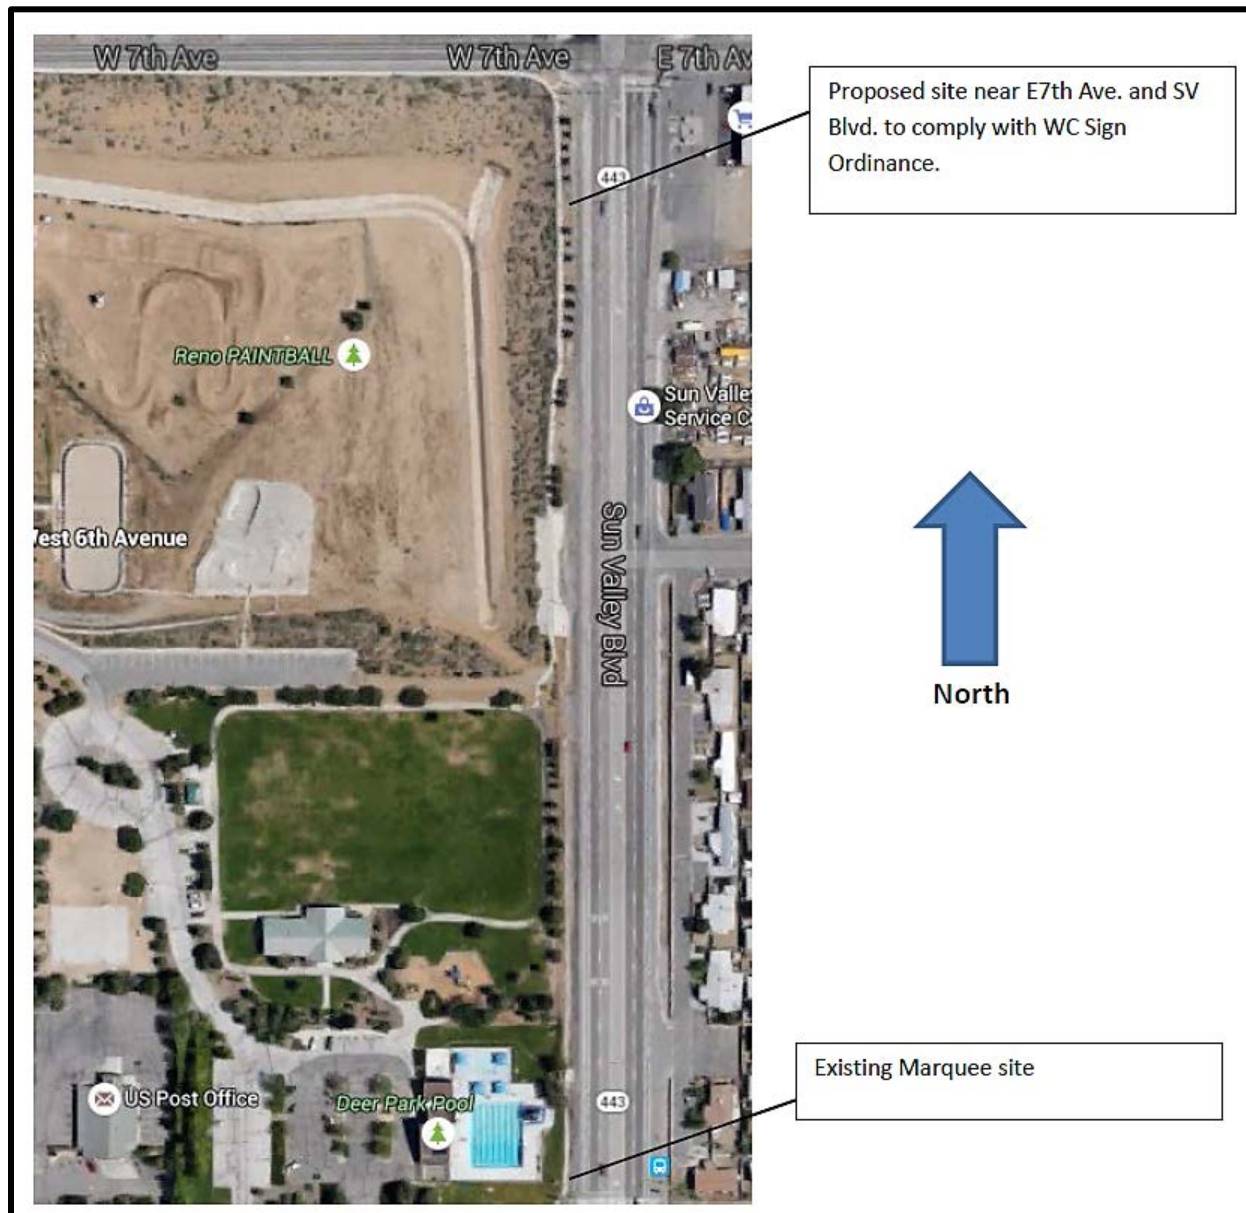 W 7th Ave
W 7th Ave
E 7th Av
Proposed site near E7th Ave. and SV
Blvd. to comply with WC Sign
Ordinance.
443
Reno PAINTBALL
Sun Valle
Service C
West 6th Avenue
Sun Valley Blvd
North
Existing Marquee site
US Post Office
Deer Park Pool
443